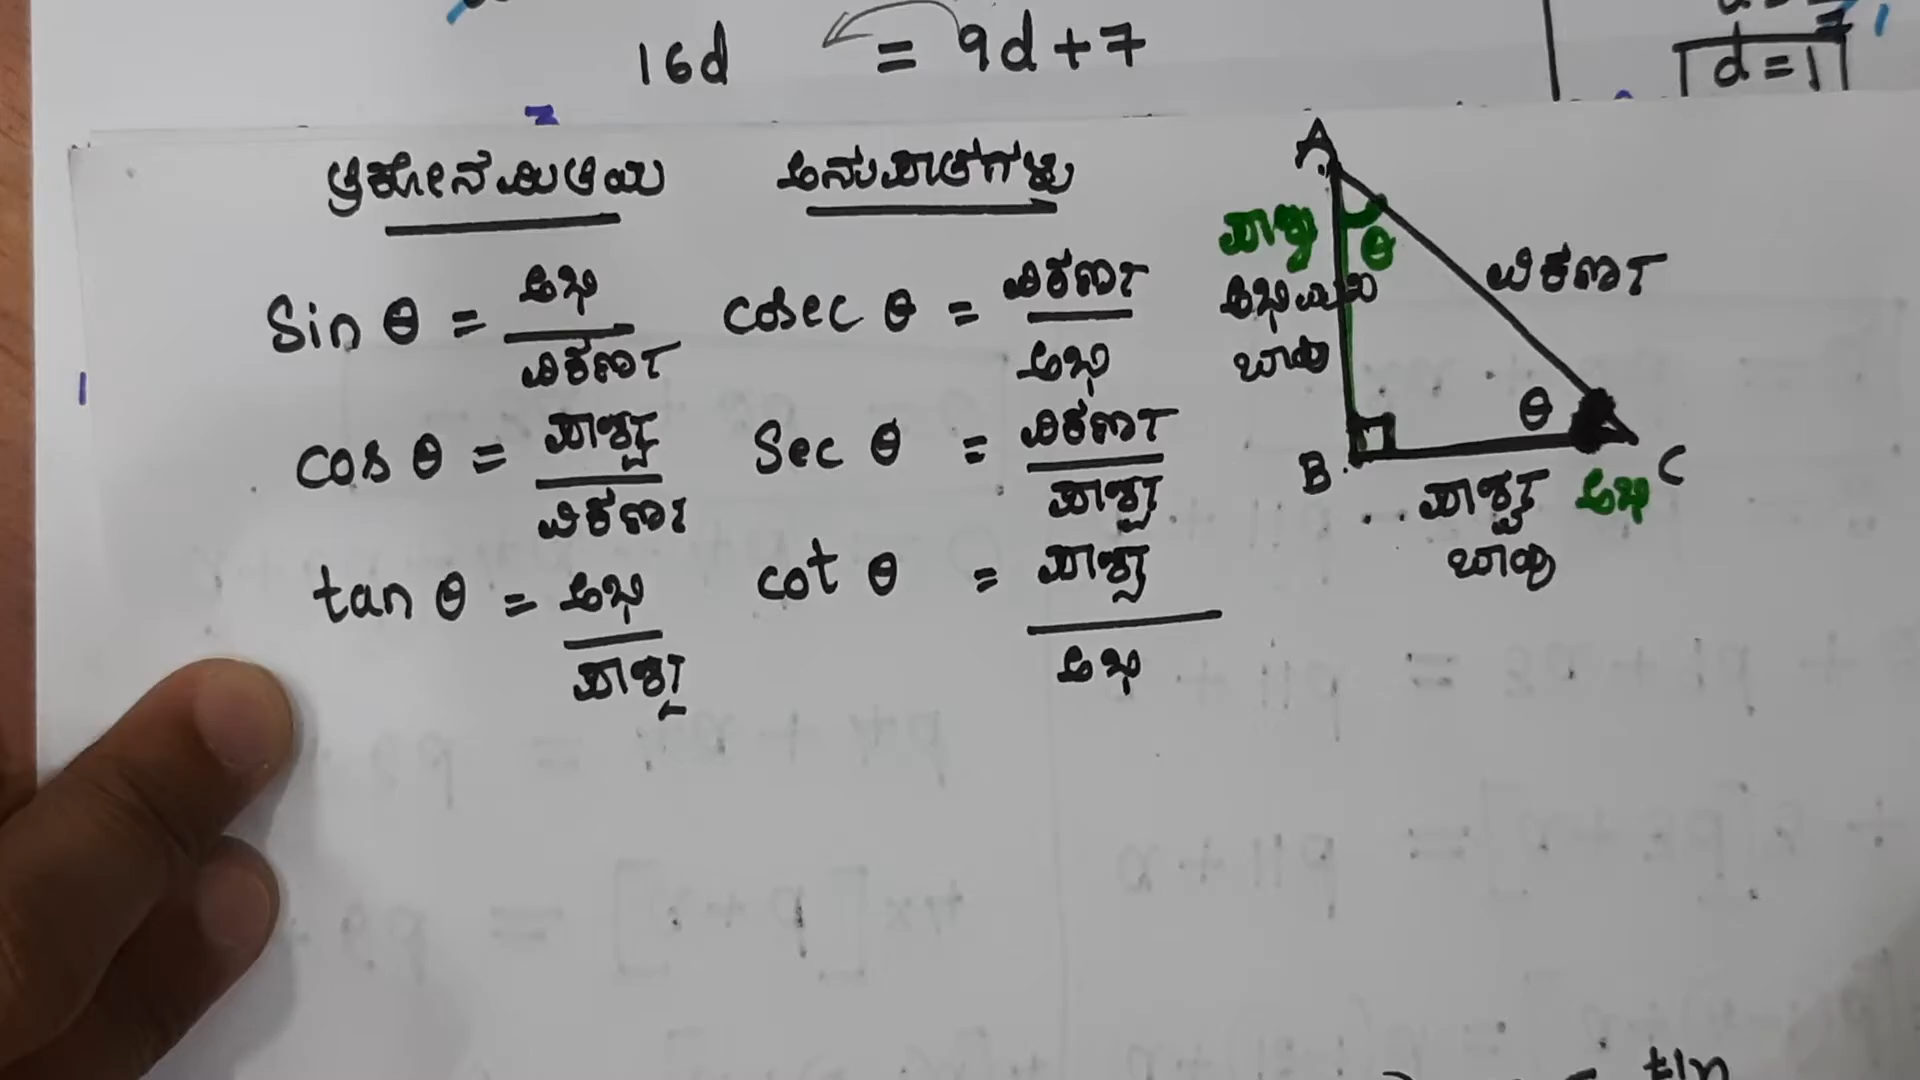 16d = 9d+7
d=1
ತ್ರಿಕೋನಮಿತಿಯ ಅನುಪಾತಗಳು
Sin θ = ಅಭಿ / ವಿಕರ್ಣ
cosec θ = ವಿಕರ್ಣ / ಅಭಿ
cos θ = ಪಾರ್ಶ್ವ / ವಿಕರ್ಣ
Sec θ = ವಿಕರ್ಣ / ಪಾರ್ಶ್ವ
tan θ = ಅಭಿ / ಪಾರ್ಶ್ವ
cot θ = ಪಾರ್ಶ್ವ / ಅಭಿ
A
ಪಾರ್ಶ್ವ θ
ಅಭಿಮುಖ
ಬಾಹು
ವಿಕರ್ಣ
θ
B C
ಪಾರ್ಶ್ವ ಅಭಿ
ಬಾಹು